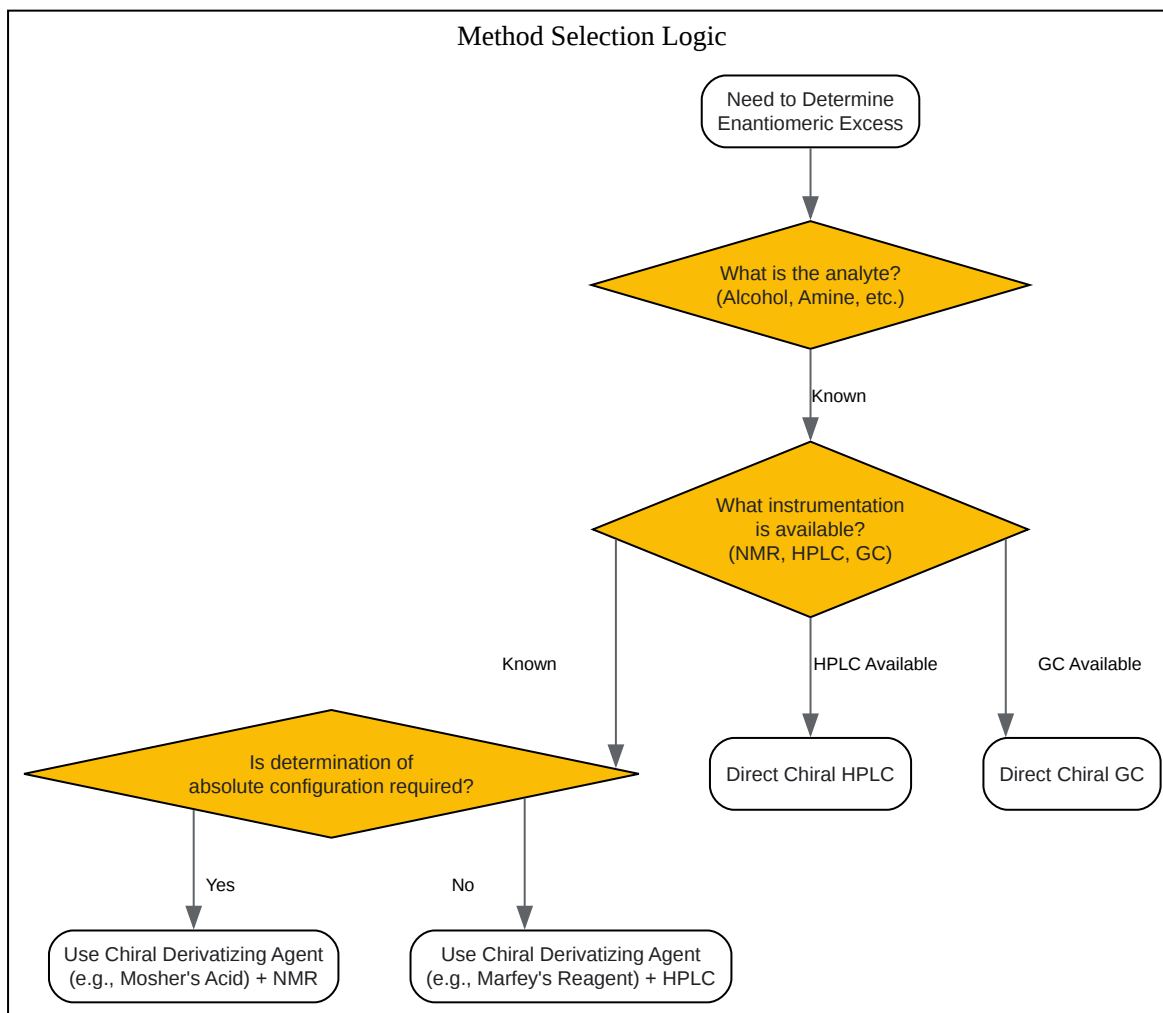 Method Selection Logic
Need to Determine
Enantiomeric Excess
What is the analyte?
(Alcohol, Amine, etc.)
Known
What instrumentation
is available?
(NMR, HPLC, GC)
Known
HPLC Available
GC Available
Is determination of
absolute configuration required?
Direct Chiral HPLC
Direct Chiral GC
Yes
No
Use Chiral Derivatizing Agent
(e.g., Mosher's Acid) + NMR
Use Chiral Derivatizing Agent
(e.g., Marfey's Reagent) + HPLC